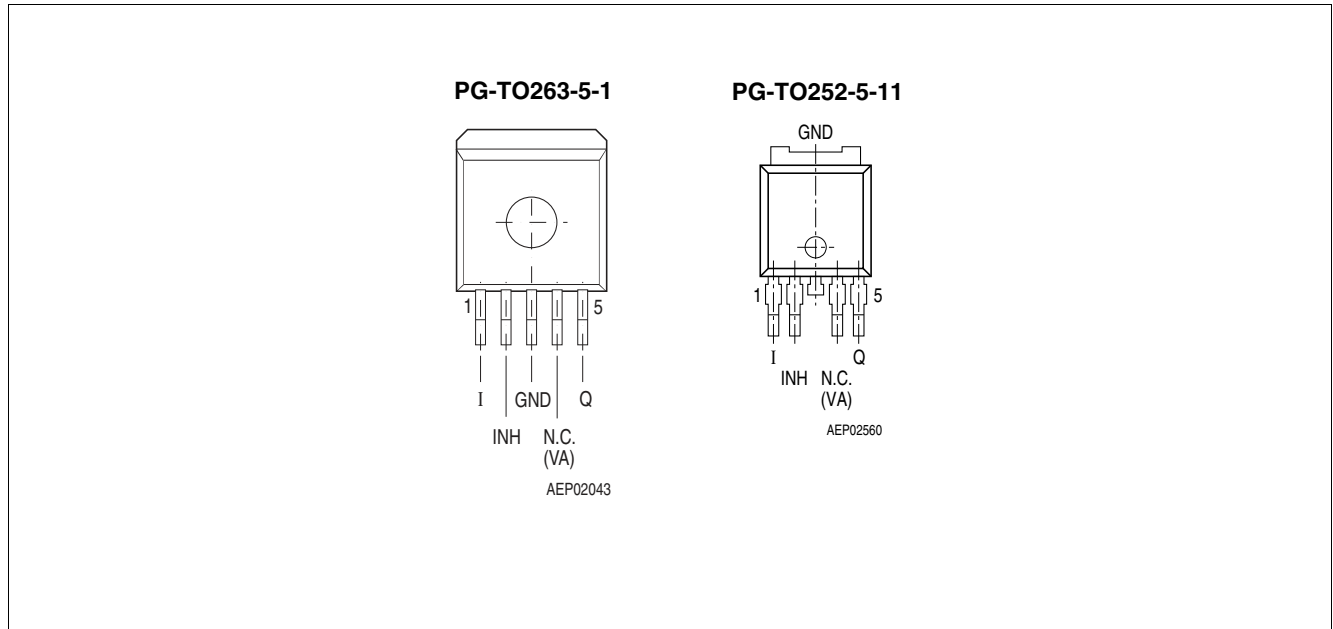 PG-TO263-5-1
1 5
I GND Q
INH N.C.
(VA)
AEP02043
PG-TO252-5-11
GND
1 5
I Q
INH N.C.
(VA)
AEP02560